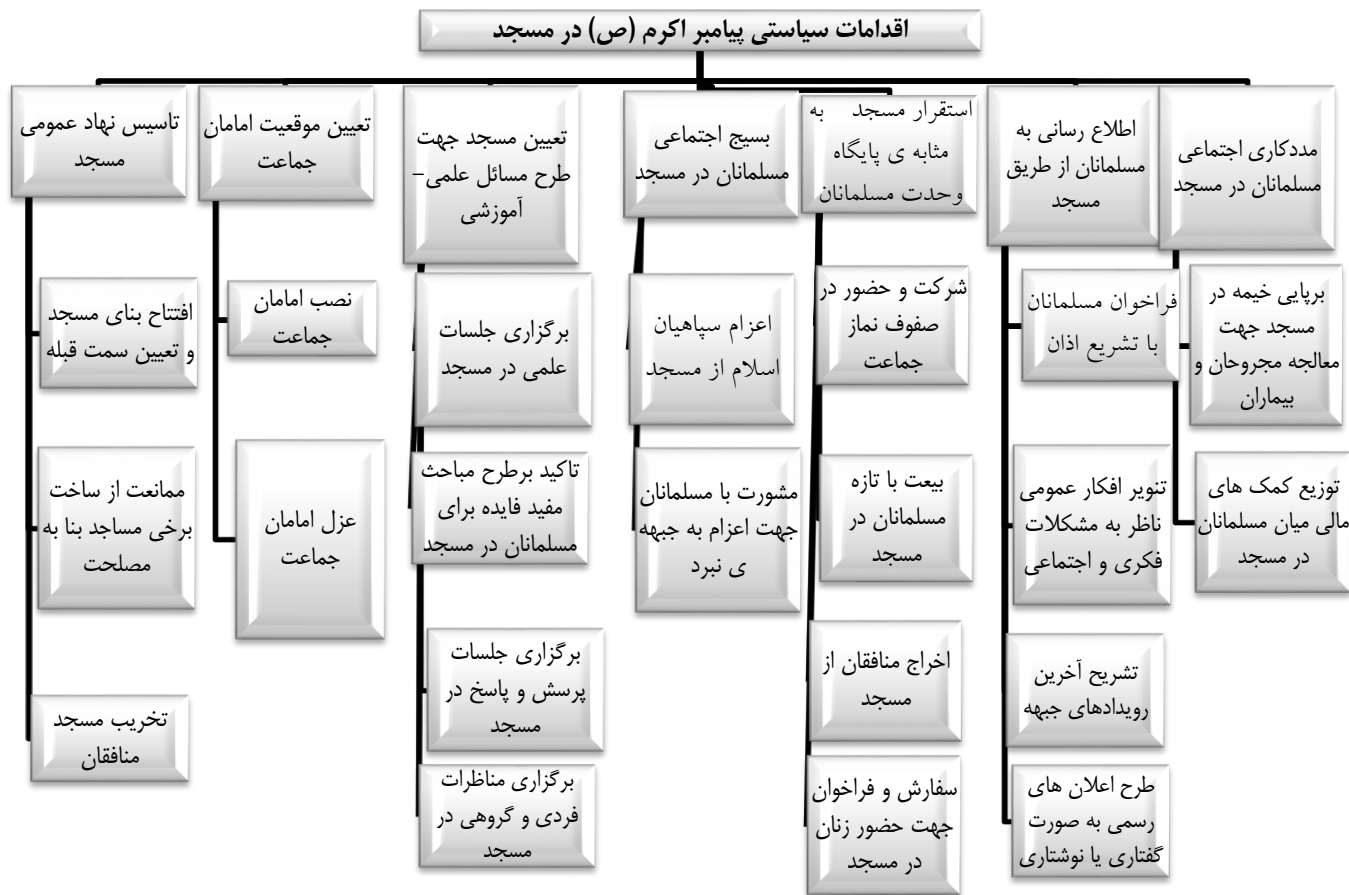 اقدامات سیاستی پیامبر اکرم (ص) در مسجد
مددکاری اجتماعی
مسلمانان در مسجد
برپایی خیمه در
مسجد جهت
معالجه مجروحان و
بیماران
توزیع کمک های
مالی میان مسلمانان
در مسجد
اطلاع رسانی به
مسلمانان از طریق
مسجد
فراخوان مسلمانان
با تشریع اذان
تنویر افکار عمومی
ناظر به مشکلات
فکری و اجتماعی
تشریح آخرین
رویدادهای جبهه
طرح اعلان های
رسمی به صورت
گفتاری یا نوشتاری
استقرار مسجد به
مثابه ی پایگاه
وحدت مسلمانان
شرکت و حضور در
صفوف نماز
جماعت
بیعت با تازه
مسلمانان در
مسجد
اخراج منافقان از
مسجد
سفارش و فراخوان
جهت حضور زنان
در مسجد
بسیج اجتماعی
مسلمانان در مسجد
اعزام سپاهیان
اسلام از مسجد
مشورت با مسلمانان
جهت اعزام به جبهه
ی نبرد
تعیین مسجد جهت
طرح مسائل علمی-
آموزشی
برگزاری جلسات
علمی در مسجد
تاکید برطرح مباحث
مفید فایده برای
مسلمانان در مسجد
برگزاری جلسات
پرسش و پاسخ در
مسجد
برگزاری مناظرات
فردی و گروهی در
مسجد
تعیین موقعیت امامان
جماعت
نصب امامان
جماعت
عزل امامان
جماعت
تاسیس نهاد عمومی
مسجد
افتتاح بنای مسجد
و تعیین سمت قبله
ممانعت از ساخت
برخی مساجد بنا به
مصلحت
تخریب مسجد
منافقان